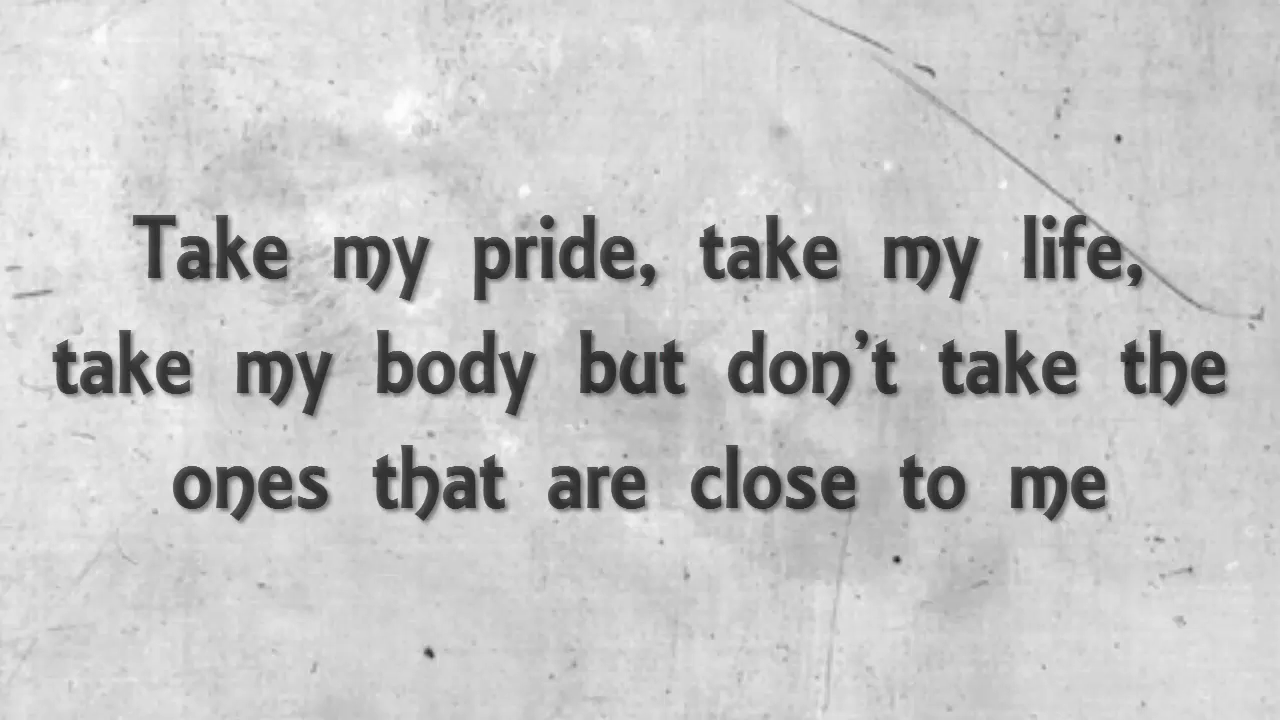 Take my pride, take my life,
take my body but don't take the
ones that are close to me